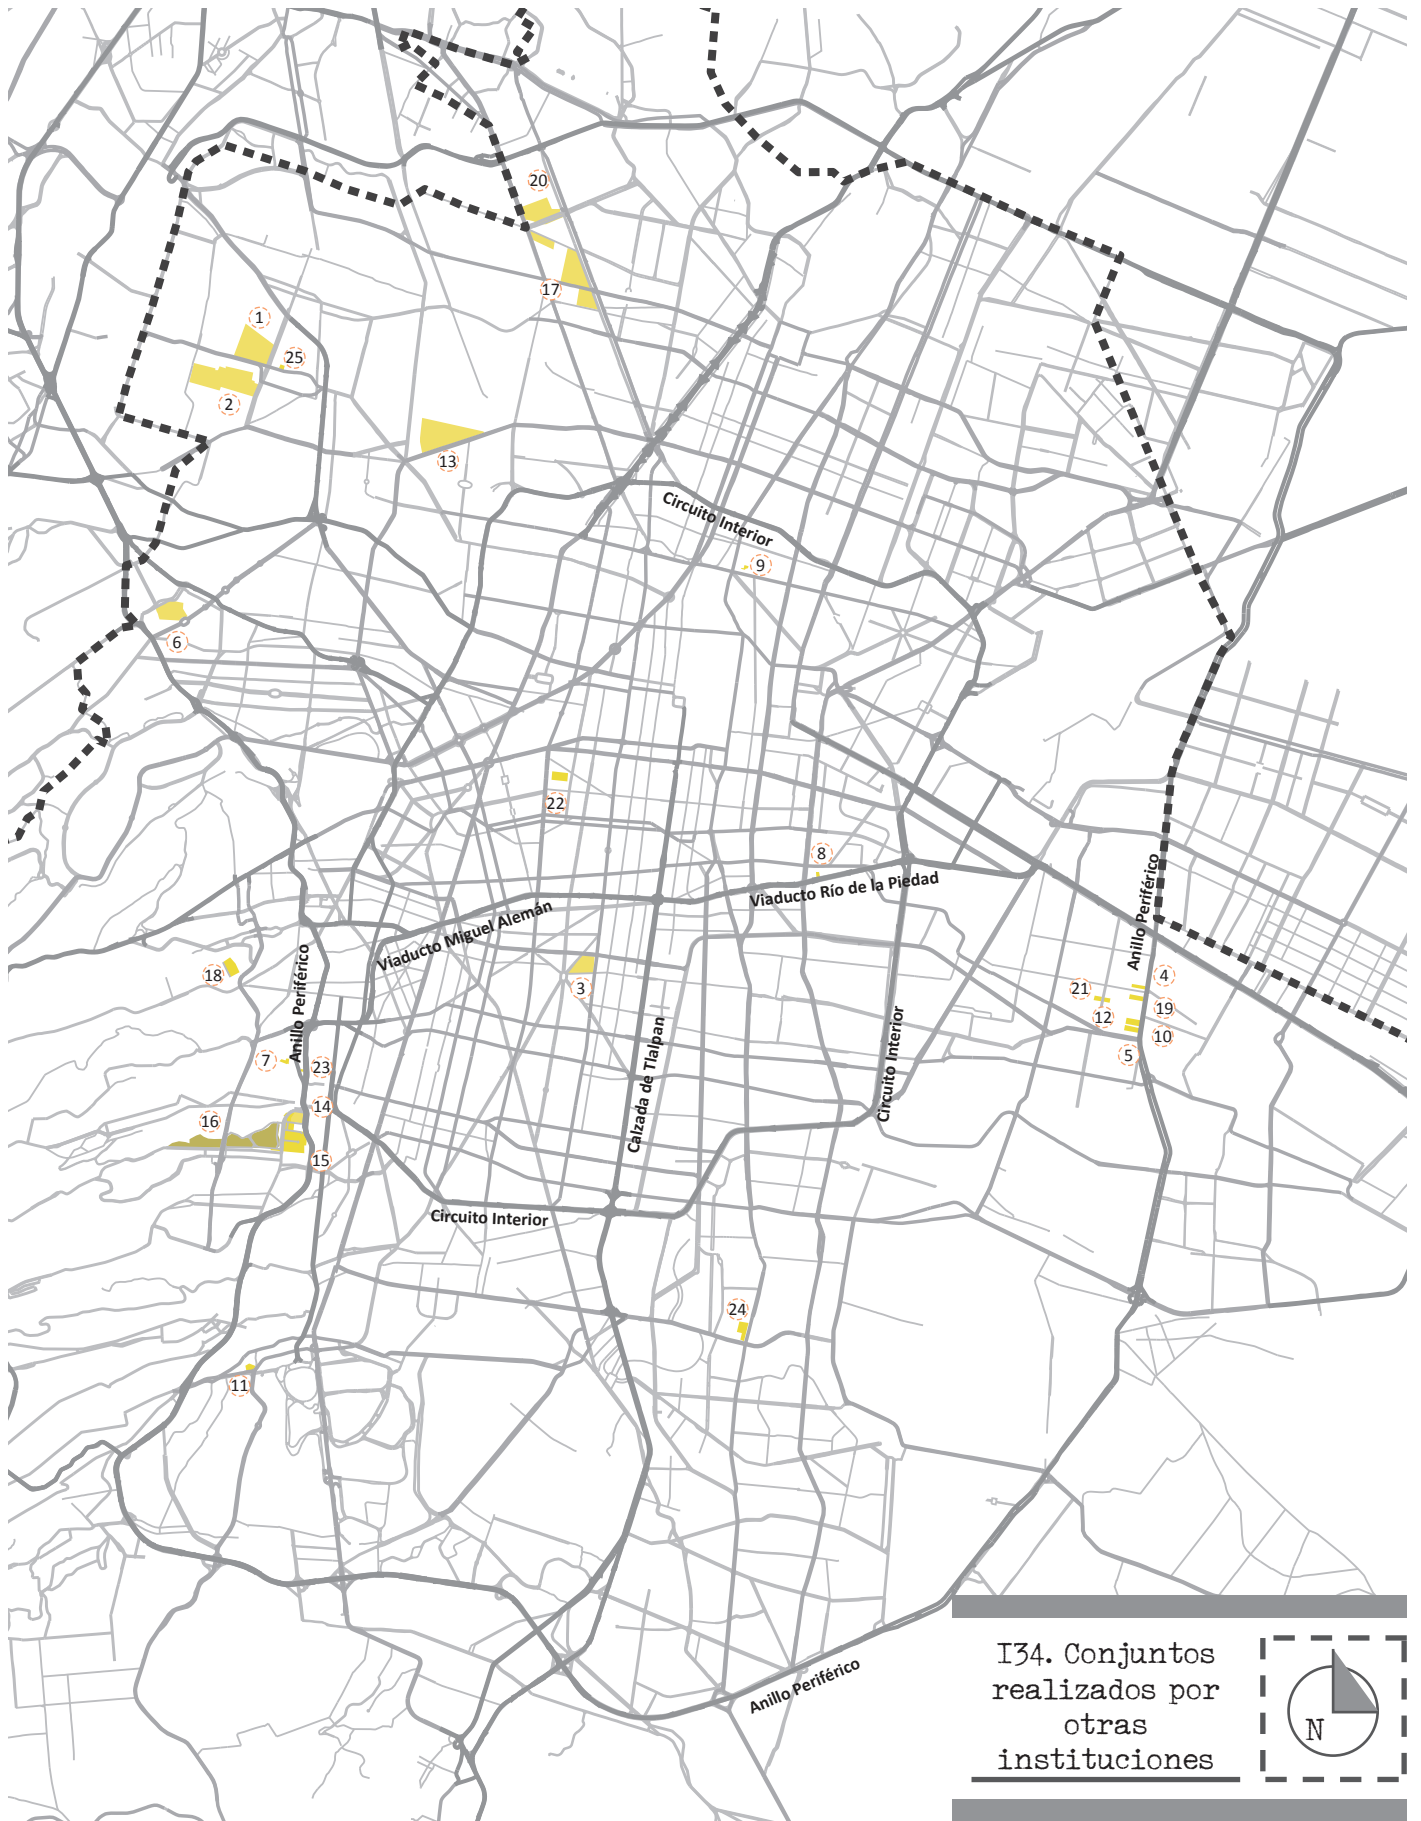 20
17
1
25
2
13
Circuito Interior
9
6
22
8
Viaducto Río de la Piedad
Viaducto Miguel Alemán
Anillo Periférico
18
3
4
21
19
12
10
5
Anillo Periférico
7
23
Calzada de Tlalpan
Circuito Interior
14
16
15
Circuito Interior
24
11
Anillo Periférico
I34. Conjuntos
realizados por
otras
instituciones
N